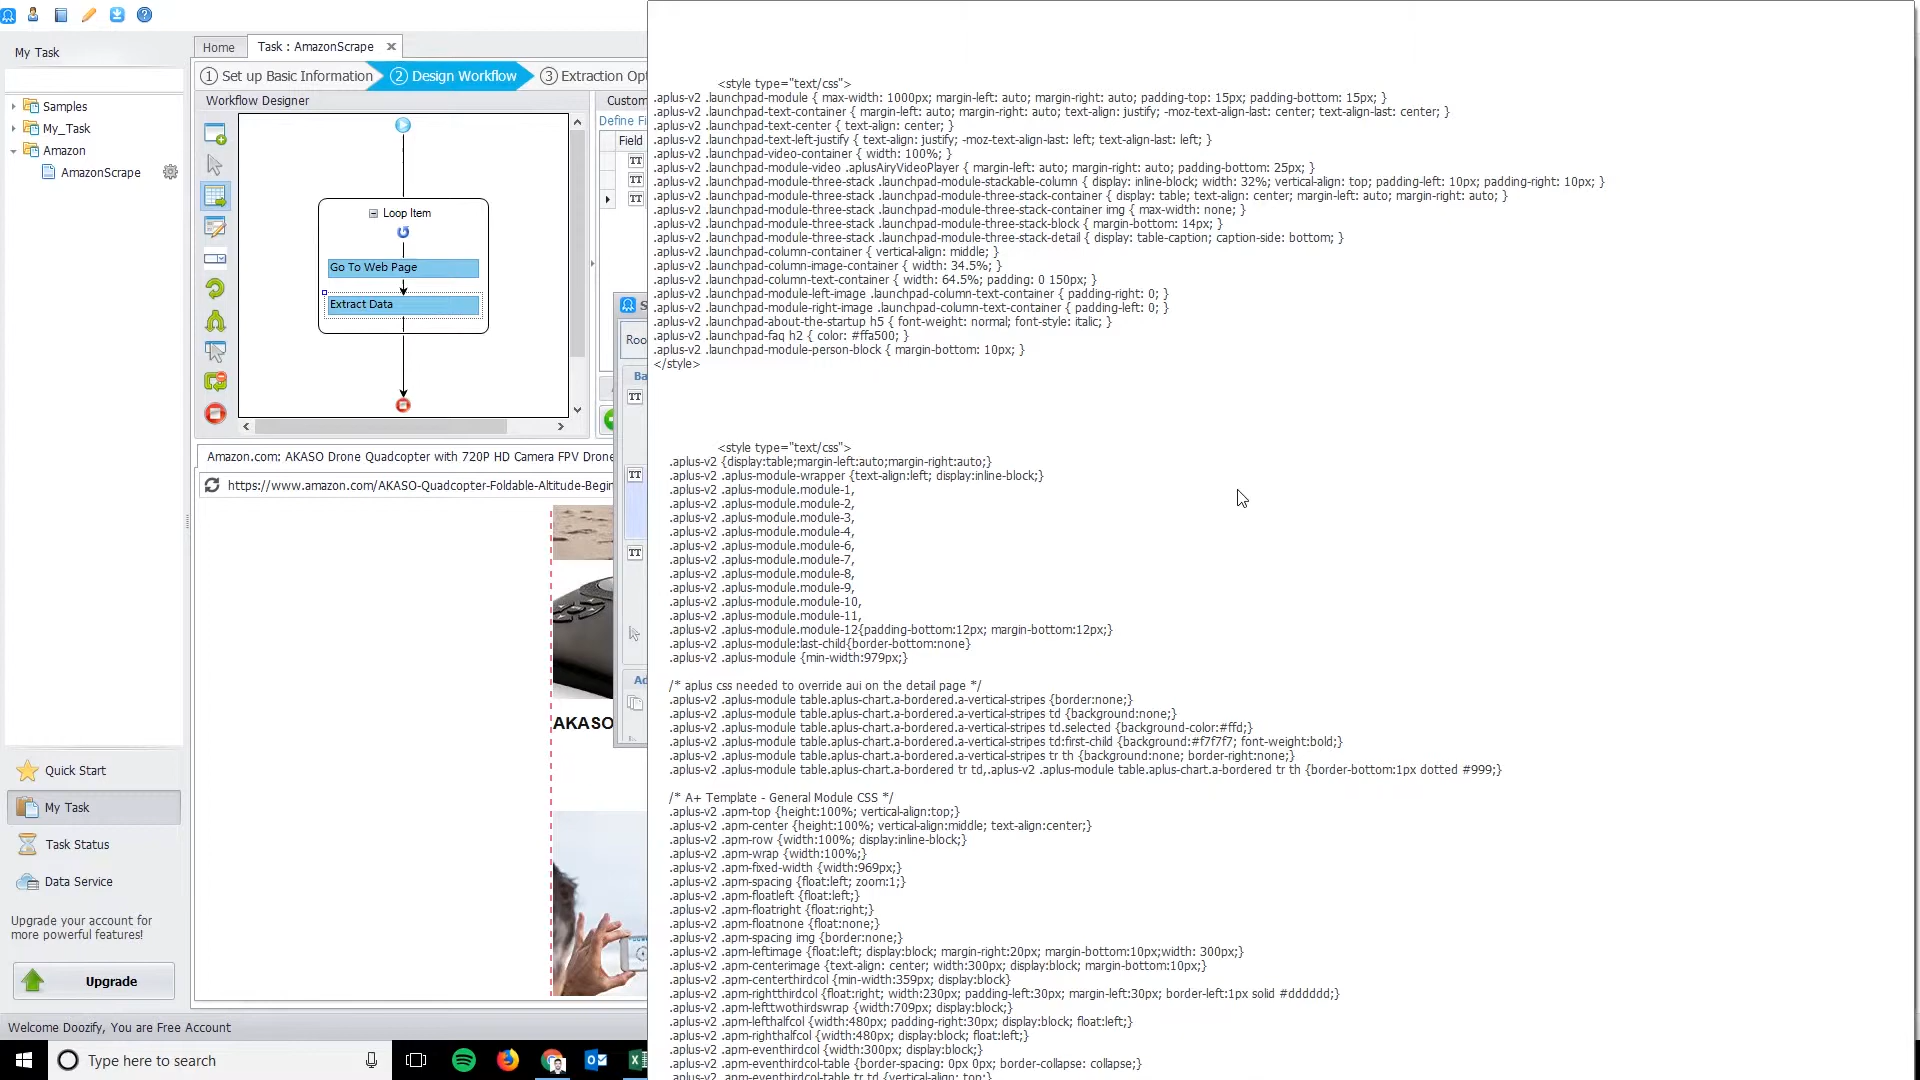 My Task
Samples
My_Task
Amazon
AmazonScrape
Quick Start
My Task
Task Status
Data Service
Upgrade your account for
more powerful features!
Upgrade
Welcome Doozify, You are Free Account
Home
Task : AmazonScrape
1 Set up Basic Information
2 Design Workflow
3 Extraction Opt
Workflow Designer
Loop Item
Go To Web Page
Extract Data
Custom
Define Fi
Field
Amazon.com: AKASO Drone Quadcopter with 720P HD Camera FPV Drone
https://www.amazon.com/AKASO-Quadcopter-Foldable-Altitude-Begin
AKASO
<style type="text/css">
.aplus-v2 .launchpad-module { max-width: 1000px; margin-left: auto; margin-right: auto; padding-top: 15px; padding-bottom: 15px; }
.aplus-v2 .launchpad-text-container { margin-left: auto; margin-right: auto; text-align: justify; -moz-text-align-last: center; text-align-last: center; }
.aplus-v2 .launchpad-text-center { text-align: center; }
.aplus-v2 .launchpad-text-left-justify { text-align: justify; -moz-text-align-last: left; text-align-last: left; }
.aplus-v2 .launchpad-video-container { width: 100%; }
.aplus-v2 .launchpad-module-video .aplusAiryVideoPlayer { margin-left: auto; margin-right: auto; padding-bottom: 25px; }
.aplus-v2 .launchpad-module-three-stack .launchpad-module-stackable-column { display: inline-block; width: 32%; vertical-align: top; padding-left: 10px; padding-right: 10px; }
.aplus-v2 .launchpad-module-three-stack .launchpad-module-three-stack-container { display: table; text-align: center; margin-left: auto; margin-right: auto; }
.aplus-v2 .launchpad-module-three-stack .launchpad-module-three-stack-container img { max-width: none; }
.aplus-v2 .launchpad-module-three-stack .launchpad-module-three-stack-block { margin-bottom: 14px; }
.aplus-v2 .launchpad-module-three-stack .launchpad-module-three-stack-detail { display: table-caption; caption-side: bottom; }
.aplus-v2 .launchpad-column-container { vertical-align: middle; }
.aplus-v2 .launchpad-column-image-container { width: 34.5%; }
.aplus-v2 .launchpad-column-text-container { width: 64.5%; padding: 0 150px; }
.aplus-v2 .launchpad-module-left-image .launchpad-column-text-container { padding-right: 0; }
.aplus-v2 .launchpad-module-right-image .launchpad-column-text-container { padding-left: 0; }
.aplus-v2 .launchpad-about-the-startup h5 { font-weight: normal; font-style: italic; }
.aplus-v2 .launchpad-faq h2 { color: #ffa500; }
.aplus-v2 .launchpad-module-person-block { margin-bottom: 10px; }
</style>
<style type="text/css">
.aplus-v2 {display:table;margin-left:auto;margin-right:auto;}
.aplus-v2 .aplus-module-wrapper {text-align:left; display:inline-block;}
.aplus-v2 .aplus-module.module-1,
.aplus-v2 .aplus-module.module-2,
.aplus-v2 .aplus-module.module-3,
.aplus-v2 .aplus-module.module-4,
.aplus-v2 .aplus-module.module-6,
.aplus-v2 .aplus-module.module-7,
.aplus-v2 .aplus-module.module-8,
.aplus-v2 .aplus-module.module-9,
.aplus-v2 .aplus-module.module-10,
.aplus-v2 .aplus-module.module-11,
.aplus-v2 .aplus-module.module-12{padding-bottom:12px; margin-bottom:12px;}
.aplus-v2 .aplus-module:last-child{border-bottom:none}
.aplus-v2 .aplus-module {min-width:979px;}
/* aplus css needed to override aui on the detail page */
.aplus-v2 .aplus-module table.aplus-chart.a-bordered.a-vertical-stripes {border:none;}
.aplus-v2 .aplus-module table.aplus-chart.a-bordered.a-vertical-stripes td {background:none;}
.aplus-v2 .aplus-module table.aplus-chart.a-bordered.a-vertical-stripes td.selected {background-color:#ffd;}
.aplus-v2 .aplus-module table.aplus-chart.a-bordered.a-vertical-stripes td:first-child {background:#f7f7f7; font-weight:bold;}
.aplus-v2 .aplus-module table.aplus-chart.a-bordered.a-vertical-stripes tr th {background:none; border-right:none;}
.aplus-v2 .aplus-module table.aplus-chart.a-bordered tr td,.aplus-v2 .aplus-module table.aplus-chart.a-bordered tr th {border-bottom:1px dotted #999;}
/* A+ Template - General Module CSS */
.aplus-v2 .apm-top {height:100%; vertical-align:top;}
.aplus-v2 .apm-center {height:100%; vertical-align:middle; text-align:center;}
.aplus-v2 .apm-row {width:100%; display:inline-block;}
.aplus-v2 .apm-wrap {width:100%;}
.aplus-v2 .apm-fixed-width {width:969px;}
.aplus-v2 .apm-spacing {float:left; zoom:1;}
.aplus-v2 .apm-floatleft {float:left;}
.aplus-v2 .apm-floatright {float:right;}
.aplus-v2 .apm-floatnone {float:none;}
.aplus-v2 .apm-spacing img {border:none;}
.aplus-v2 .apm-leftimage {float:left; display:block; margin-right:20px; margin-bottom:10px;width: 300px;}
.aplus-v2 .apm-centerimage {text-align: center; width:300px; display:block; margin-bottom:10px;}
.aplus-v2 .apm-centerthirdcol {min-width:359px; display:block}
.aplus-v2 .apm-rightthirdcol {float:right; width:230px; padding-left:30px; margin-left:30px; border-left:1px solid #dddddd;}
.aplus-v2 .apm-lefttwothirdswrap {width:709px; display:block;}
.aplus-v2 .apm-lefthalfcol {width:480px; padding-right:30px; display:block; float:left;}
.aplus-v2 .apm-righthalfcol {width:480px; display:block; float:left;}
.aplus-v2 .apm-eventhirdcol {width:300px; display:block;}
.aplus-v2 .apm-eventhirdcol-table {border-spacing: 0px 0px; border-collapse: collapse;}
.aplus-v2 .apm-eventhirdcol-table tr td {vertical-align: top;}
Type here to search